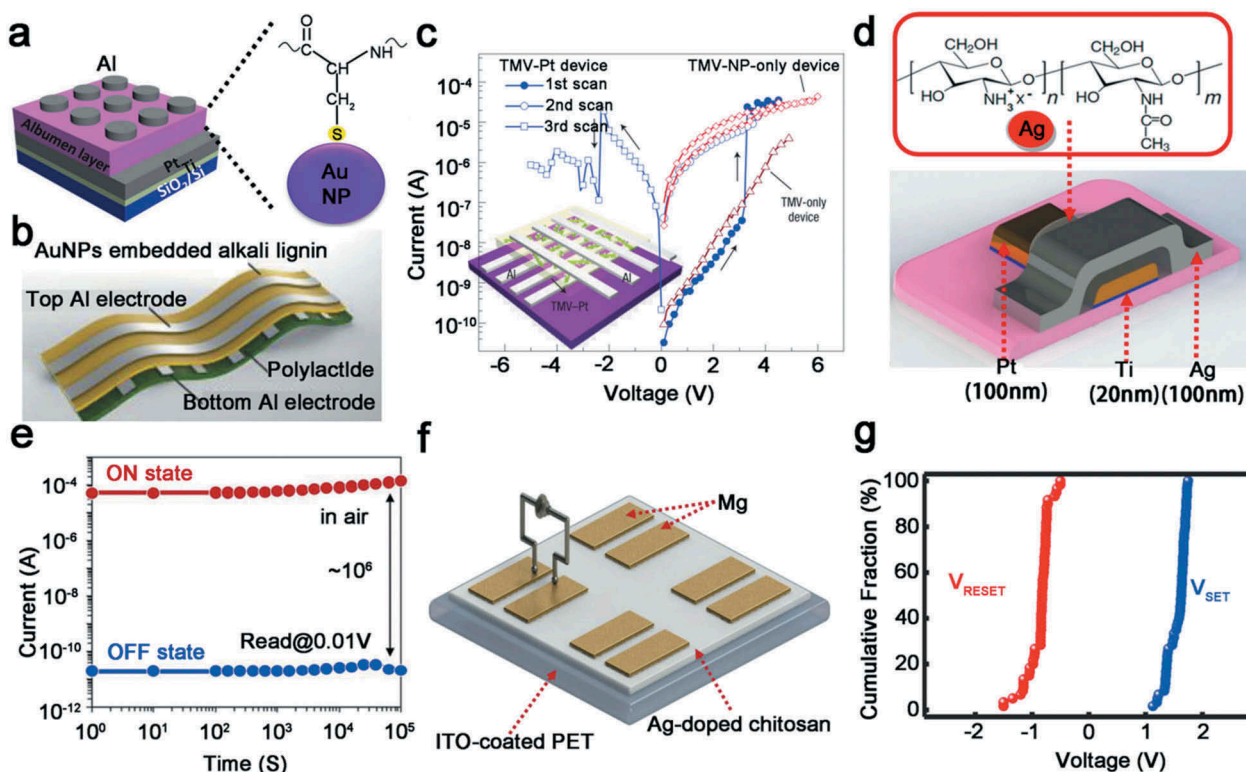 a
Al
Albumen layer
Pt
Ti
SiO₂/Si
O
C
NH
CH
CH₂
S
Au
NP
b
AuNPs embedded alkali lignin
Top Al electrode
Polylactide
Bottom Al electrode
c
TMV-Pt device
1st scan
2nd scan
3rd scan
TMV-NP-only device
TMV-only
device
Al
Al
TMV–Pt
Current (A)
10⁻⁴
10⁻⁵
10⁻⁶
10⁻⁷
10⁻⁸
10⁻⁹
10⁻¹⁰
-6 -4 -2 0 2 4 6
Voltage (V)
d
CH₂OH CH₂OH
O O O O
HO HO
NH₃⁺X⁻ n NH m
C=O
CH₃
Ag
Pt Ti Ag
(100nm) (20nm) (100nm)
e
ON state
in air
~10⁶
Read@0.01V
OFF state
Current (A)
10⁻⁴
10⁻⁶
10⁻⁸
10⁻¹⁰
10⁻¹²
10⁰ 10¹ 10² 10³ 10⁴ 10⁵
Time (S)
f
Mg
Ag-doped chitosan
ITO-coated PET
g
Cumulative Fraction (%)
100
80
60
40
20
0
V_RESET
V_SET
-2 -1 0 1 2
Voltage (V)